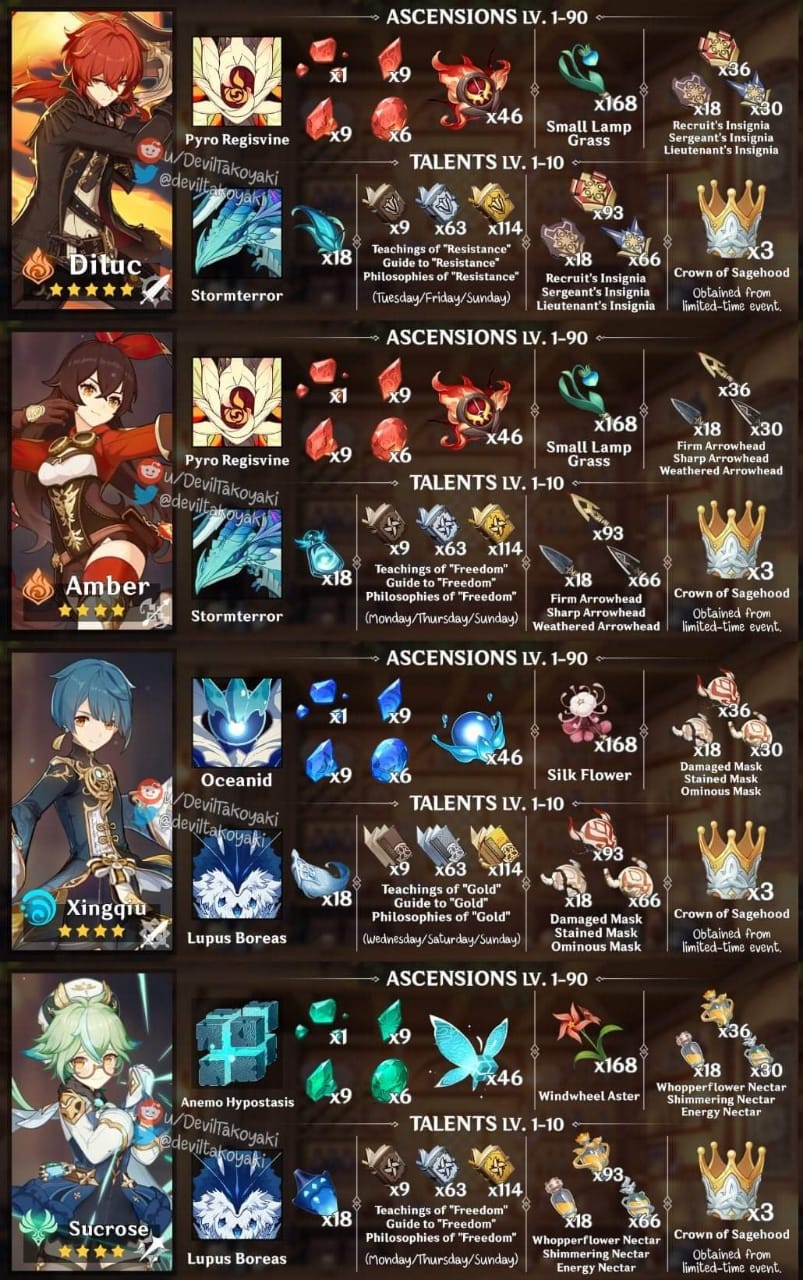 ASCENSIONS LV. 1-90
x1
x9
x9
x6
x46
x168
x36
x18
x30
Pyro Regisvine
Small Lamp
Grass
Recruit's Insignia
Sergeant's Insignia
Lieutenant's Insignia
u/DevilTakoyaki
@deviltakoyaki
TALENTS LV. 1-10
x18
x9
x63
x114
x93
x18
x66
x3
Teachings of "Resistance"
Guide to "Resistance"
Philosophies of "Resistance"
(Tuesday/Friday/Sunday)
Recruit's Insignia
Sergeant's Insignia
Lieutenant's Insignia
Crown of Sagehood
Obtained from
limited-time event.
Diluc
Stormterror
ASCENSIONS LV. 1-90
x1
x9
x9
x6
x46
x168
x36
x18
x30
Pyro Regisvine
Small Lamp
Grass
Firm Arrowhead
Sharp Arrowhead
Weathered Arrowhead
u/DevilTakoyaki
@deviltakoyaki
TALENTS LV. 1-10
x18
x9
x63
x114
x93
x18
x66
x3
Teachings of "Freedom"
Guide to "Freedom"
Philosophies of "Freedom"
(Monday/Thursday/Sunday)
Firm Arrowhead
Sharp Arrowhead
Weathered Arrowhead
Crown of Sagehood
Obtained from
limited-time event.
Amber
Stormterror
ASCENSIONS LV. 1-90
x1
x9
x9
x6
x46
x168
x36
x18
x30
Oceanid
Silk Flower
Damaged Mask
Stained Mask
Ominous Mask
u/DevilTakoyaki
@deviltakoyaki
TALENTS LV. 1-10
x18
x9
x63
x114
x93
x18
x66
x3
Teachings of "Gold"
Guide to "Gold"
Philosophies of "Gold"
(Wednesday/Saturday/Sunday)
Damaged Mask
Stained Mask
Ominous Mask
Crown of Sagehood
Obtained from
limited-time event.
Xingqiu
Lupus Boreas
ASCENSIONS LV. 1-90
x1
x9
x9
x6
x46
x168
x36
x18
x30
Anemo Hypostasis
Windwheel Aster
Whopperflower Nectar
Shimmering Nectar
Energy Nectar
u/DevilTakoyaki
@deviltakoyaki
TALENTS LV. 1-10
x18
x9
x63
x114
x93
x18
x66
x3
Teachings of "Freedom"
Guide to "Freedom"
Philosophies of "Freedom"
(Monday/Thursday/Sunday)
Whopperflower Nectar
Shimmering Nectar
Energy Nectar
Crown of Sagehood
Obtained from
limited-time event.
Sucrose
Lupus Boreas